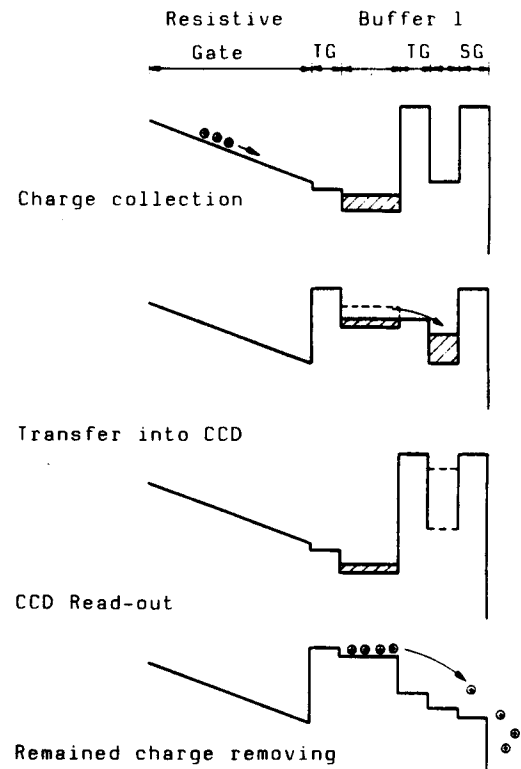 Resistive Buffer 1
Gate TG TG SG
Charge collection
Transfer into CCD
CCD Read-out
Remained charge removing